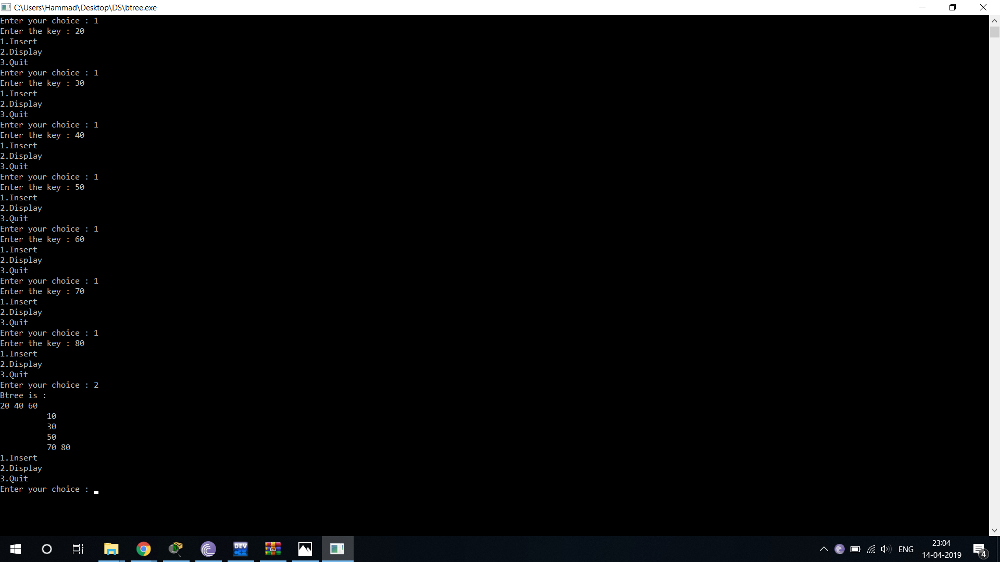 C:\Users\Hammad\Desktop\DS\btree.exe
Enter your choice : 1
Enter the key : 20
1.Insert
2.Display
3.Quit
Enter your choice : 1
Enter the key : 30
1.Insert
2.Display
3.Quit
Enter your choice : 1
Enter the key : 40
1.Insert
2.Display
3.Quit
Enter your choice : 1
Enter the key : 50
1.Insert
2.Display
3.Quit
Enter your choice : 1
Enter the key : 60
1.Insert
2.Display
3.Quit
Enter your choice : 1
Enter the key : 70
1.Insert
2.Display
3.Quit
Enter your choice : 1
Enter the key : 80
1.Insert
2.Display
3.Quit
Enter your choice : 2
Btree is :
20 40 60
          10
          30
          50
          70 80
1.Insert
2.Display
3.Quit
Enter your choice :
DEV
ENG
23:04
14-04-2019
4